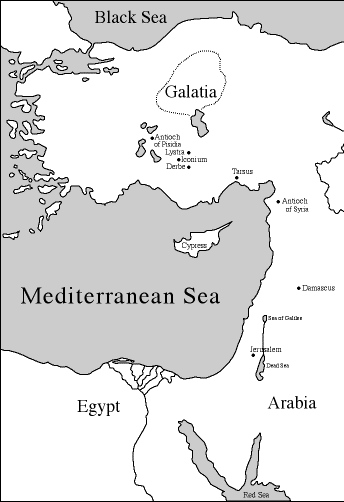 Black Sea
Galatia
Antioch
of Pisidia
Lystra
Iconium
Derbe
Tarsus
Antioch
of Syria
Cypress
Mediterranean Sea
Damascus
Sea of Galilee
Jerusalem
Dead Sea
Egypt
Arabia
Red Sea